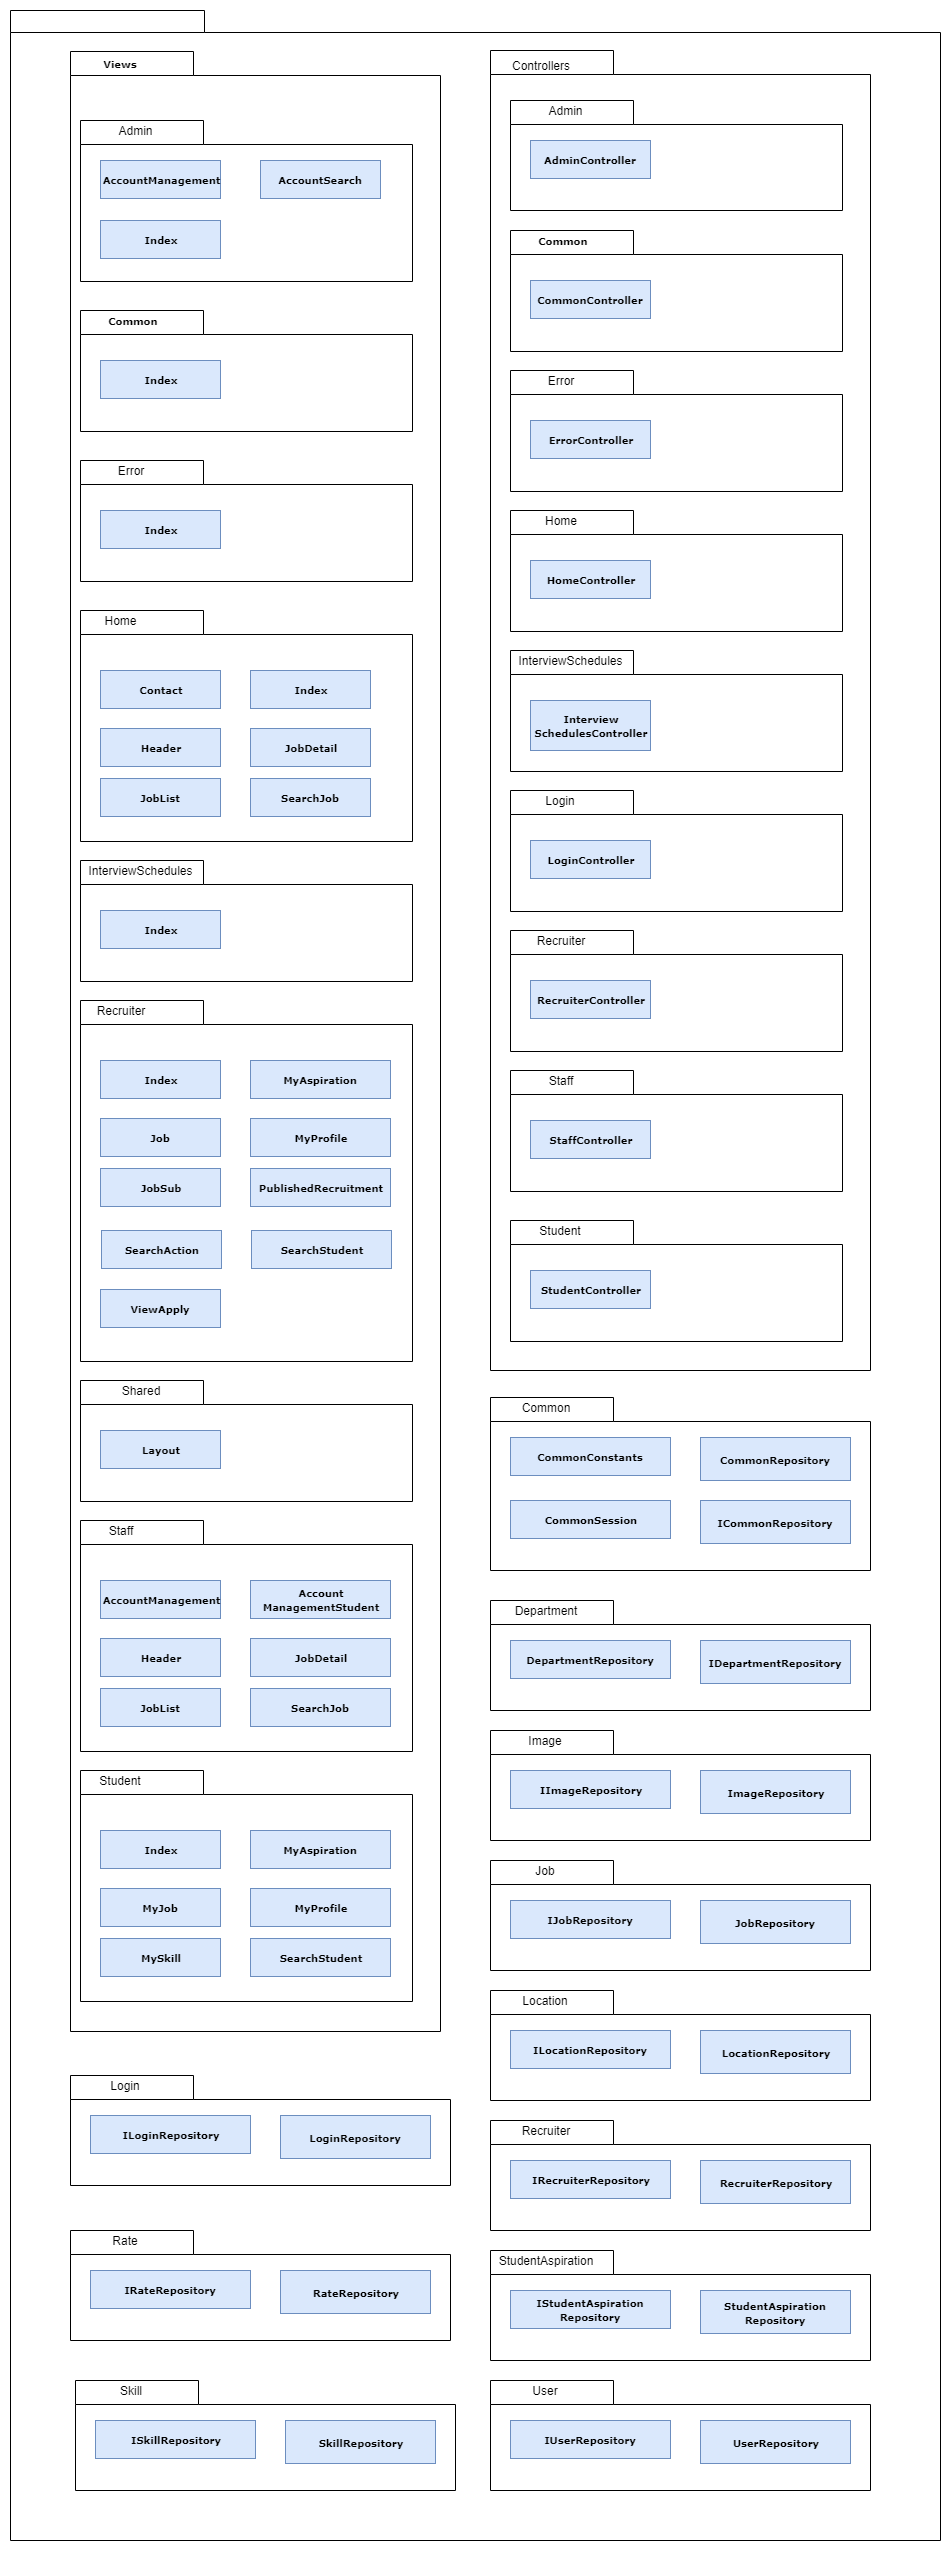 Views
Admin
AccountManagement
AccountSearch
Index
Common
Index
Error
Index
Home
Contact
Index
Header
JobDetail
JobList
SearchJob
InterviewSchedules
Index
Recruiter
Index
MyAspiration
Job
MyProfile
JobSub
PublishedRecruitment
SearchAction
SearchStudent
ViewApply
Shared
Layout
Staff
AccountManagement
Account
ManagementStudent
Header
JobDetail
JobList
SearchJob
Student
Index
MyAspiration
MyJob
MyProfile
MySkill
SearchStudent
Login
ILoginRepository
LoginRepository
Rate
IRateRepository
RateRepository
Skill
ISkillRepository
SkillRepository
Controllers
Admin
AdminController
Common
CommonController
Error
ErrorController
Home
HomeController
InterviewSchedules
Interview
SchedulesController
Login
LoginController
Recruiter
RecruiterController
Staff
StaffController
Student
StudentController
Common
CommonConstants
CommonRepository
CommonSession
ICommonRepository
Department
DepartmentRepository
IDepartmentRepository
Image
IImageRepository
ImageRepository
Job
IJobRepository
JobRepository
Location
ILocationRepository
LocationRepository
Recruiter
IRecruiterRepository
RecruiterRepository
StudentAspiration
IStudentAspiration
Repository
StudentAspiration
Repository
User
IUserRepository
UserRepository